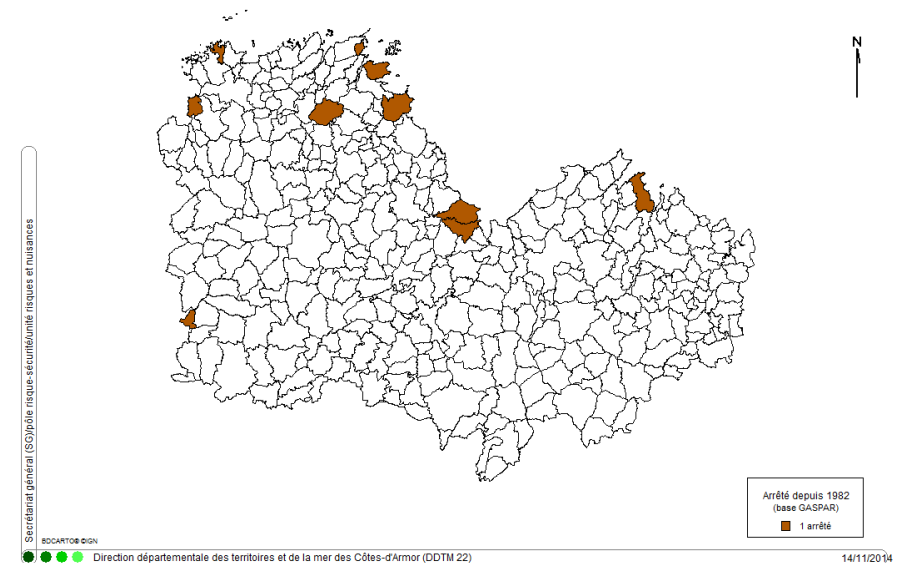 N
Secrétariat général (SG)/pôle risque-sécurité/unité risques et nuisances
Arrêté depuis 1982
(base GASPAR)
1 arrêté
BDCARTO® ©IGN
Direction départementale des territoires et de la mer des Côtes-d'Armor (DDTM 22)
14/11/2014